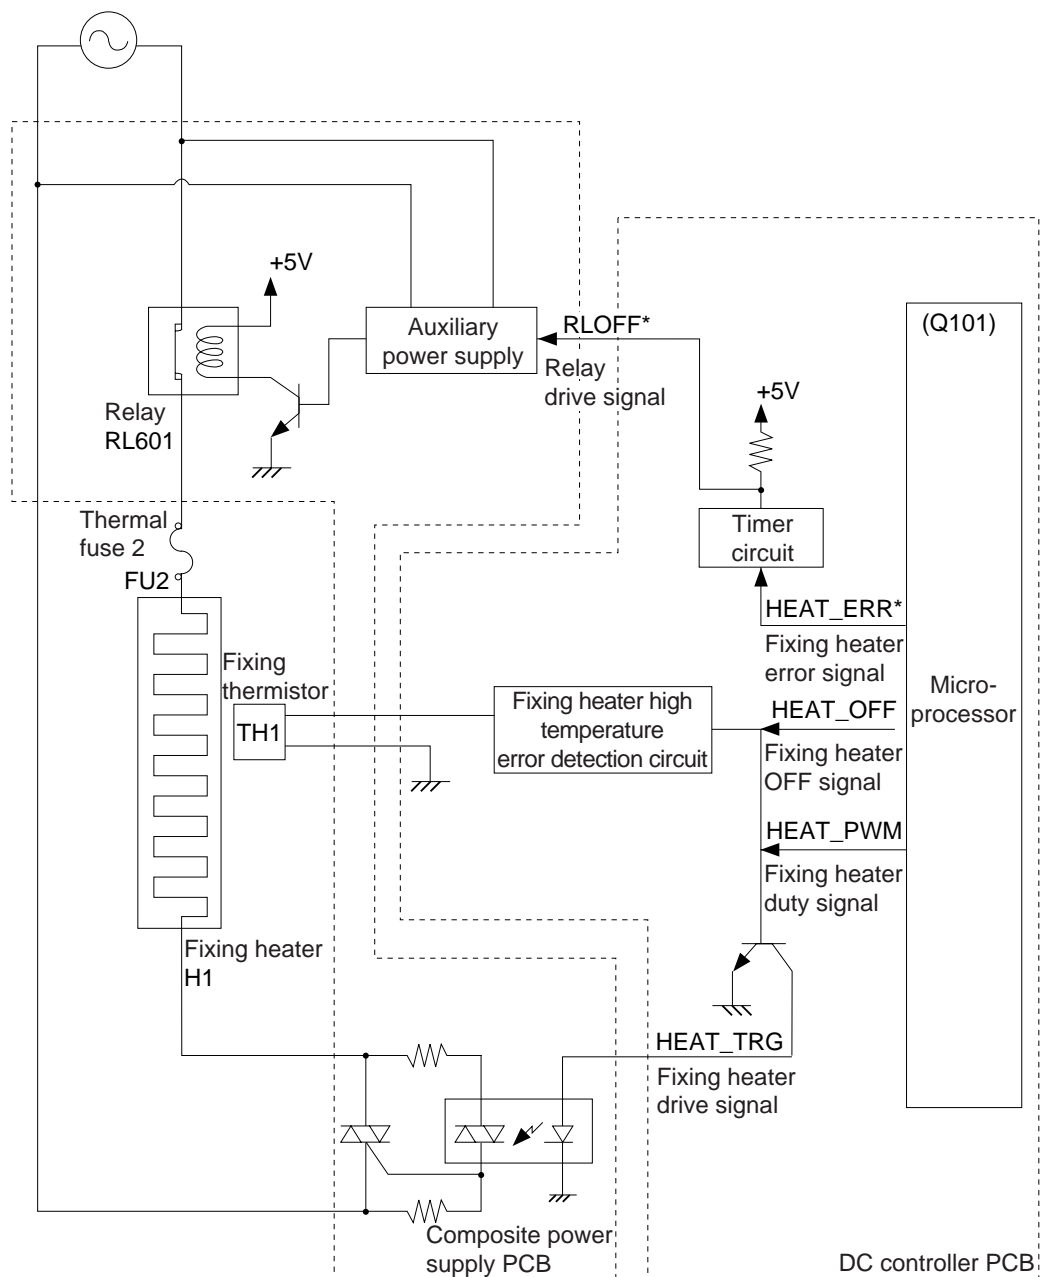 +5V
(Q101)
RLOFF*
Auxiliary
power supply
Relay
drive signal
+5V
Relay
RL601
Thermal
fuse 2
Timer
circuit
FU2
HEAT_ERR*
Fixing heater
error signal
Fixing
thermistor
Micro-
processor
Fixing heater high
temperature
error detection circuit
HEAT_OFF
TH1
Fixing heater
OFF signal
HEAT_PWM
Fixing heater
duty signal
Fixing heater
H1
HEAT_TRG
Fixing heater
drive signal
Composite power
supply PCB
DC controller PCB